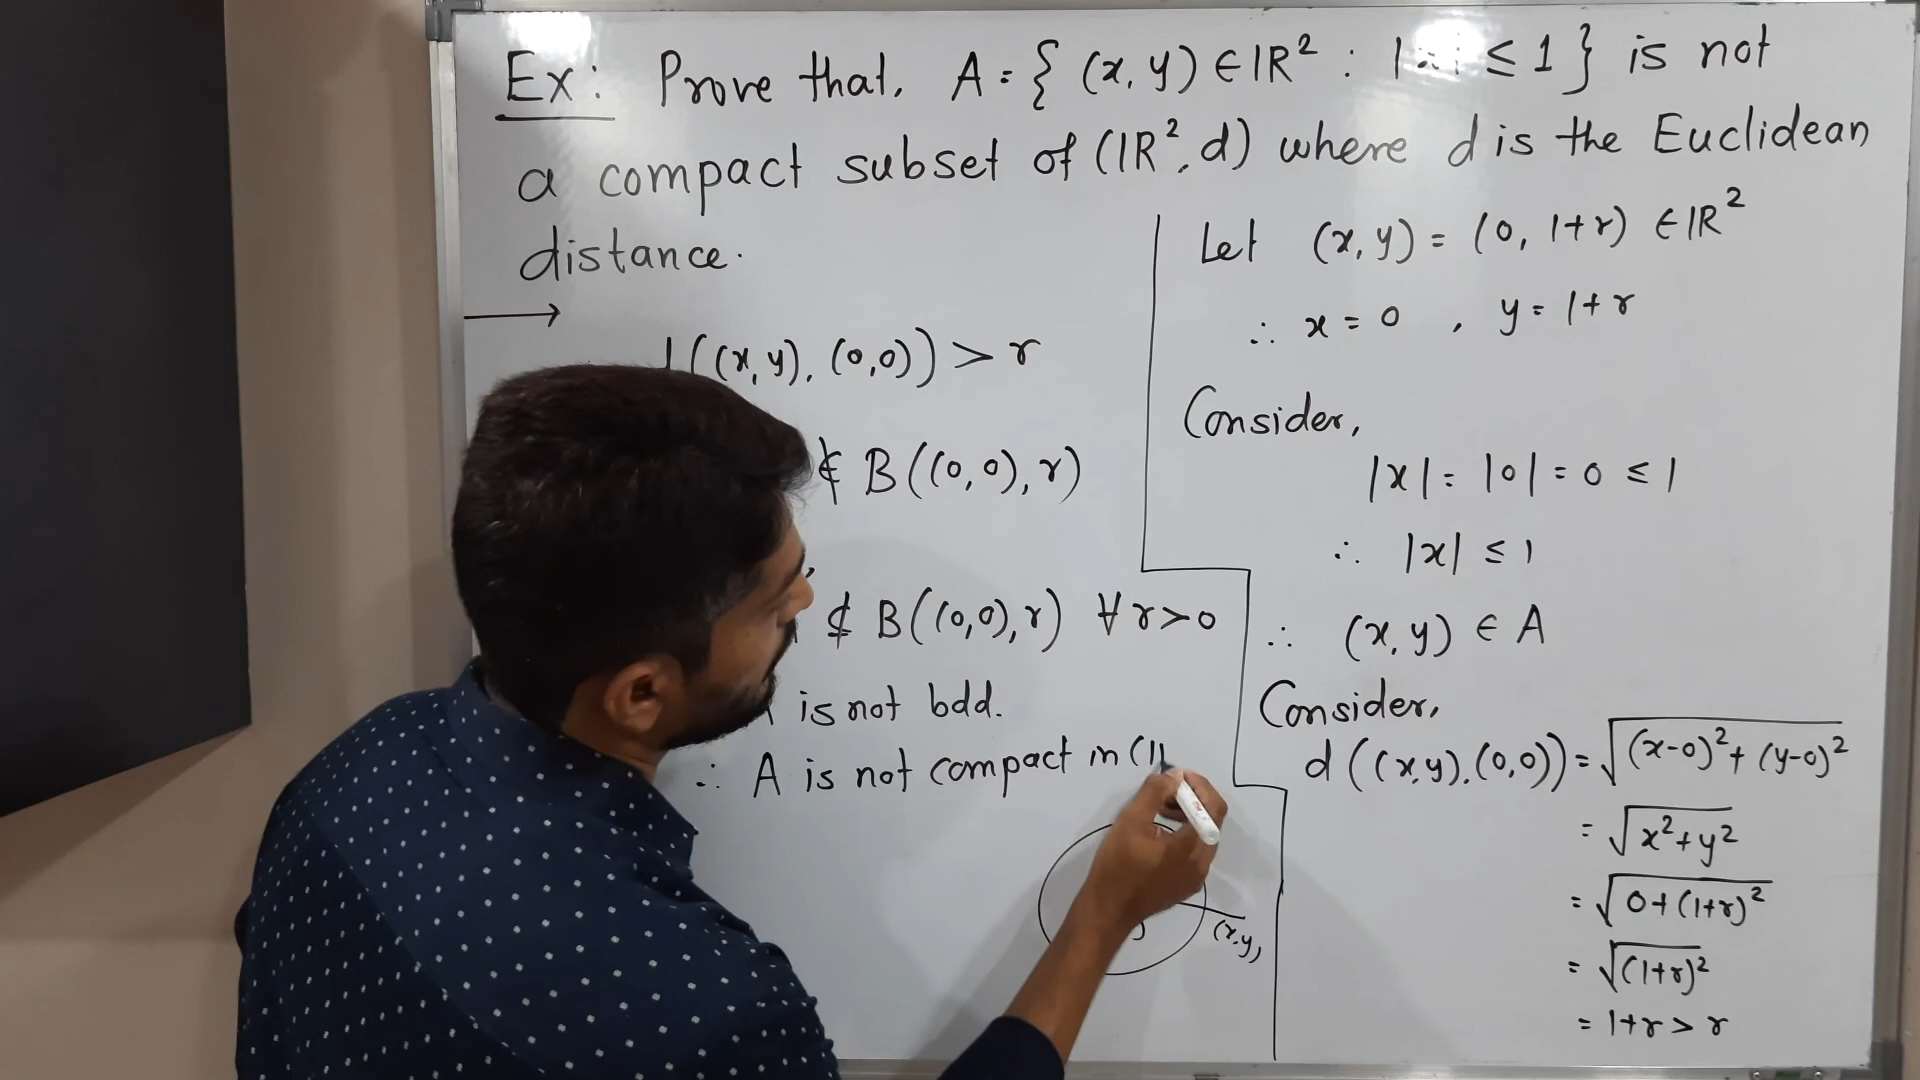 Ex: Prove that, A = { (x, y) ∈ IR² : |x| ≤ 1 } is not
a compact subset of (IR², d) where d is the Euclidean
distance.
→
d((x, y), (0,0)) > r
∉ B((0,0), r)
⊄ B((0,0), r) ∀ r>0
is not bdd.
∴ A is not compact in (I
(x,y)
Let (x, y) = (0, 1+r) ∈ IR²
∴ x = 0 , y = 1+r
Consider,
|x| = |0| = 0 ≤ 1
∴ |x| ≤ 1
∴ (x, y) ∈ A
Consider,
d((x,y), (0,0)) = √((x-0)² + (y-0)²)
= √(x²+y²)
= √(0+(1+r)²)
= √((1+r)²)
= 1+r > r